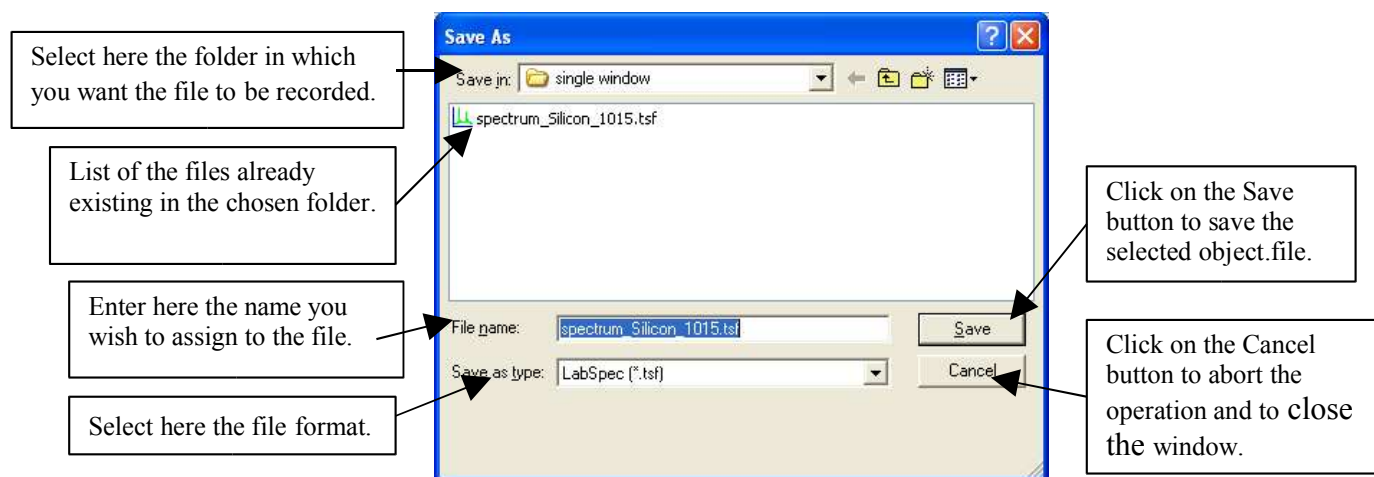 Select here the folder in which
you want the file to be recorded.
List of the files already
existing in the chosen folder.
Enter here the name you
wish to assign to the file.
Select here the file format.
Save As
Save in: single window
spectrum_Silicon_1015.tsf
File name: spectrum_Silicon_1015.tsf Save
Save as type: LabSpec (*.tsf) Cancel
Click on the Save
button to save the
selected object.file.
Click on the Cancel
button to abort the
operation and to close
the window.